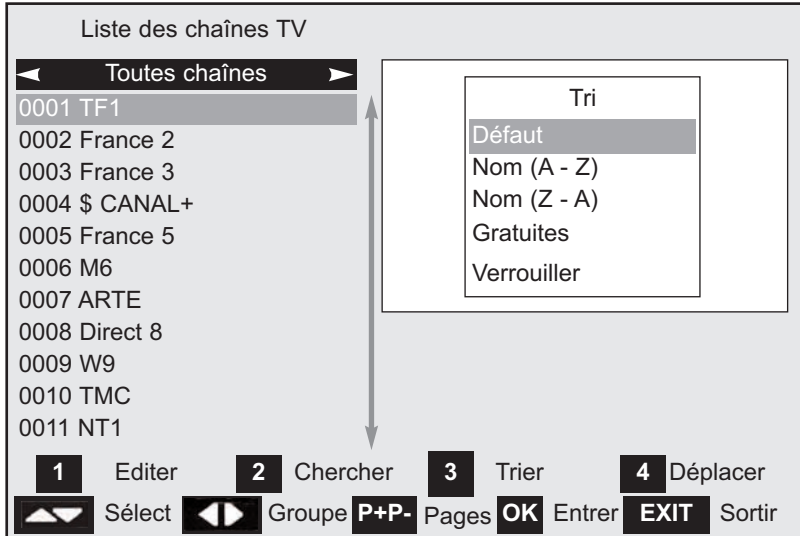 Liste des chaînes TV
Toutes chaînes
0001 TF1
0002 France 2
0003 France 3
0004 $ CANAL+
0005 France 5
0006 M6
0007 ARTE
0008 Direct 8
0009 W9
0010 TMC
0011 NT1
Tri
Défaut
Nom (A - Z)
Nom (Z - A)
Gratuites
Verrouiller
1 Editer 2 Chercher 3 Trier 4 Déplacer
Sélect Groupe P+P- Pages OK Entrer EXIT Sortir